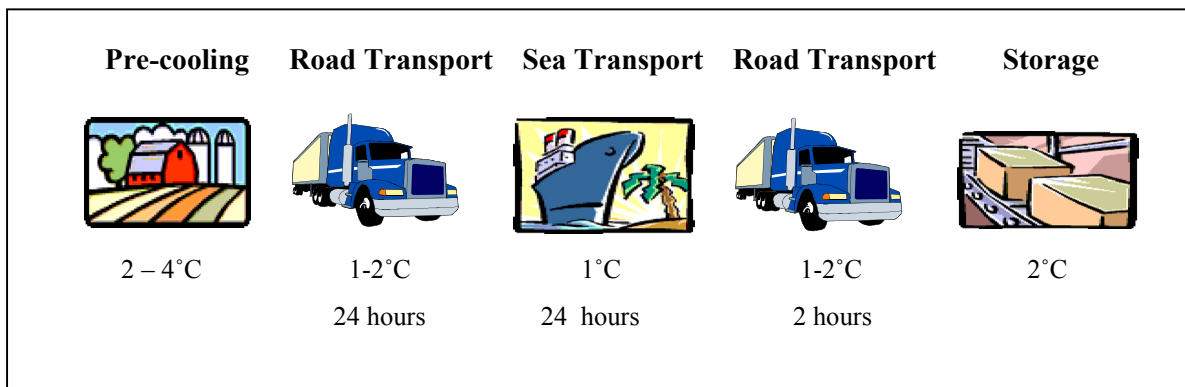 Pre-cooling Road Transport Sea Transport Road Transport Storage
2 – 4˚C 1-2˚C 1˚C 1-2˚C 2˚C
24 hours 24 hours 2 hours